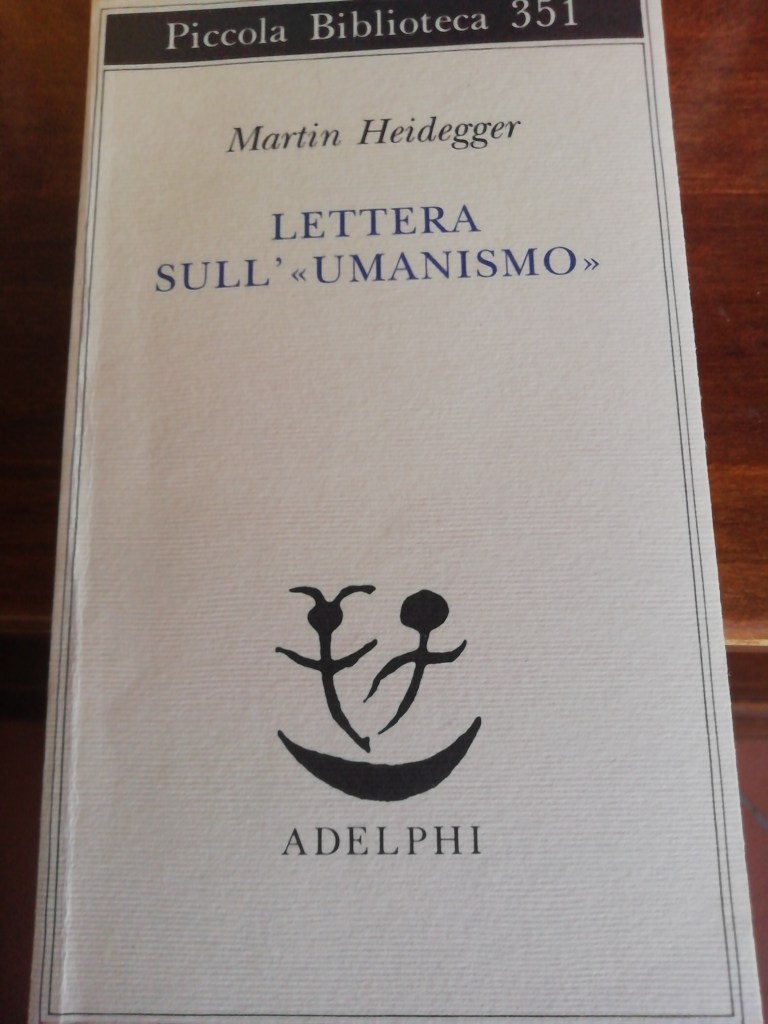 Piccola Biblioteca 351
Martin Heidegger
LETTERA
SULL'«UMANISMO»
ADELPHI